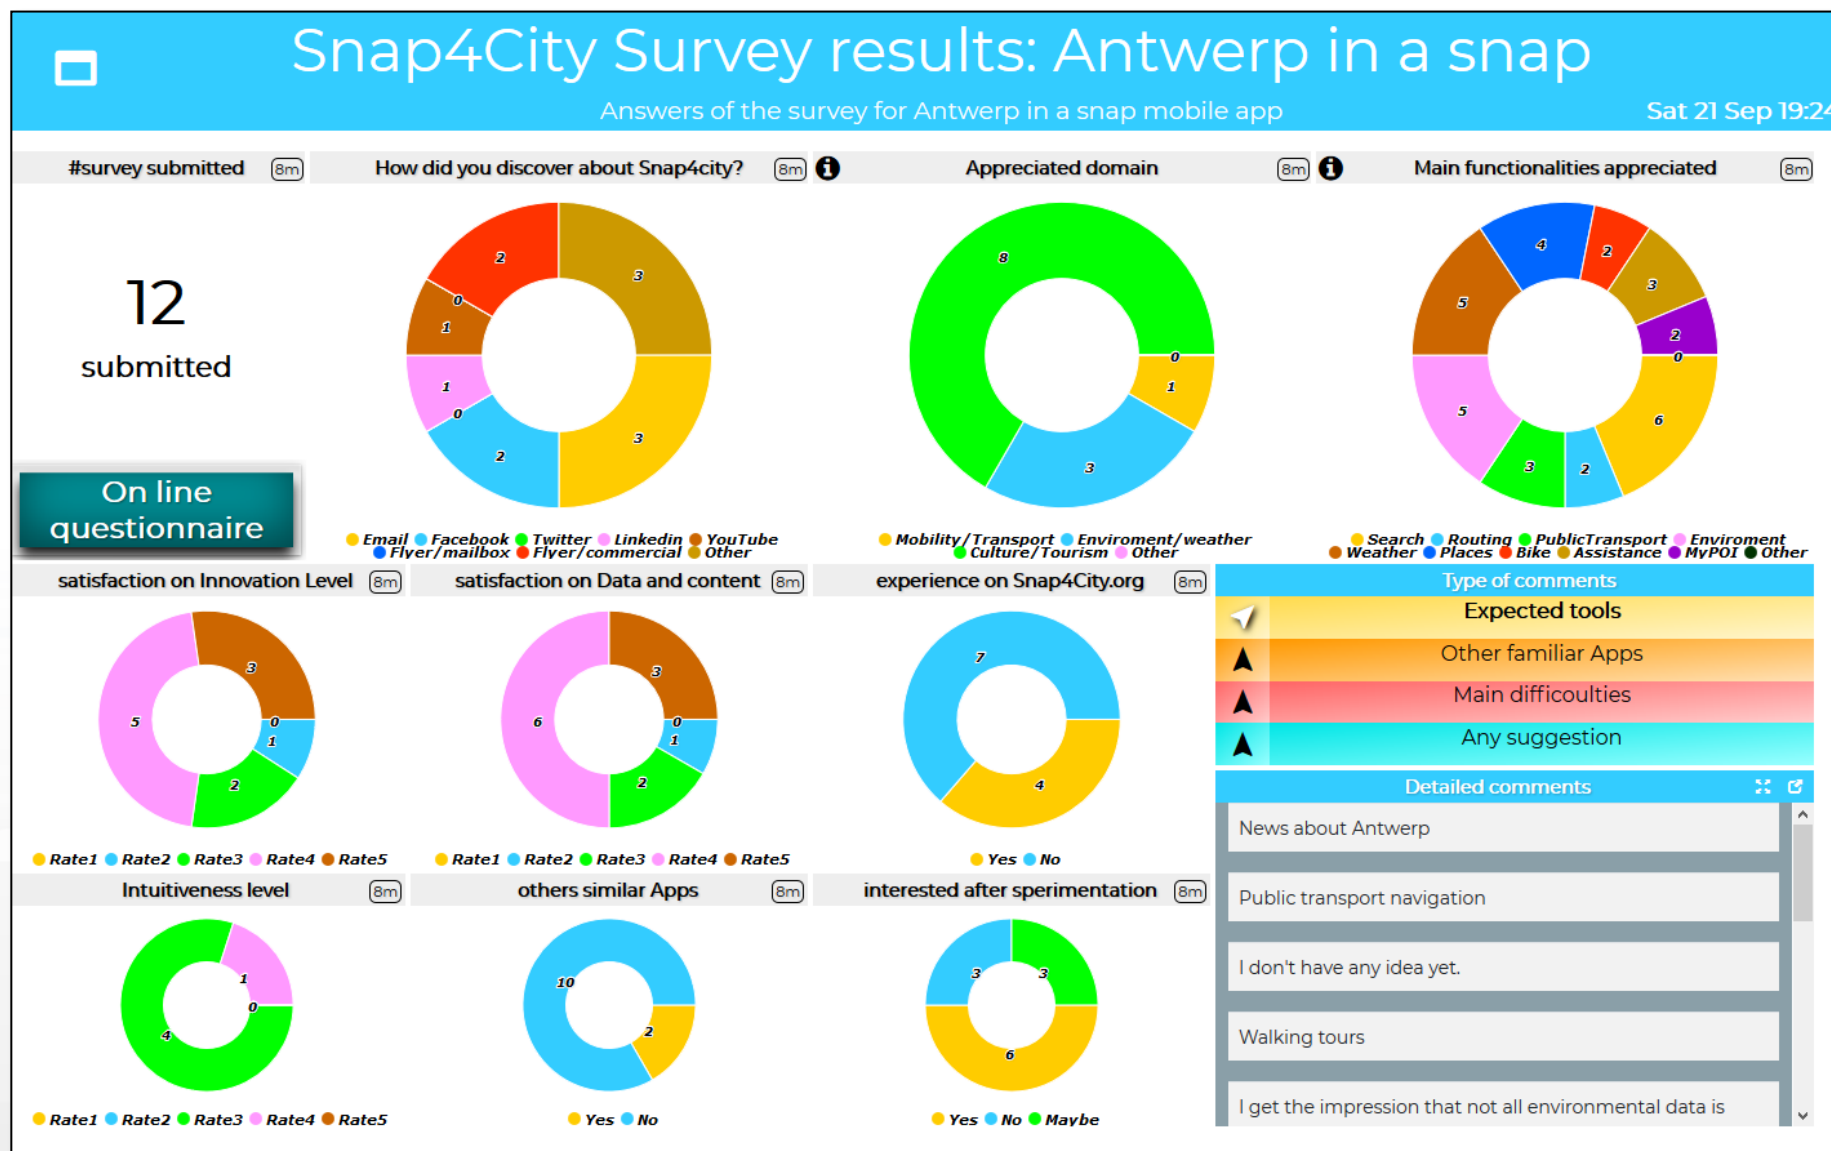 Snap4City Survey results: Antwerp in a snap
Answers of the survey for Antwerp in a snap mobile app
Sat 21 Sep 19:24
#survey submitted
8m
How did you discover about Snap4city?
8m
Appreciated domain
8m
Main functionalities appreciated
8m
12
submitted
On line
questionnaire
2
3
0
1
1
0
2
3
Email Facebook Twitter Linkedin YouTube
Flyer/mailbox Flyer/commercial Other
8
0
1
3
Mobility/Transport Enviroment/weather
Culture/Tourism Other
4
2
3
5
2
0
5
6
3
2
Search Routing PublicTransport Enviroment
Weather Places Bike Assistance MyPOI Other
satisfaction on Innovation Level
8m
3
5
0
1
2
Rate1 Rate2 Rate3 Rate4 Rate5
satisfaction on Data and content
8m
3
6
0
1
2
Rate1 Rate2 Rate3 Rate4 Rate5
experience on Snap4City.org
8m
7
4
Yes No
Type of comments
Expected tools
Other familiar Apps
Main difficoulties
Any suggestion
Intuitiveness level
8m
1
0
4
Rate1 Rate2 Rate3 Rate4 Rate5
others similar Apps
8m
10
2
Yes No
interested after sperimentation
8m
3
3
6
Yes No Maybe
Detailed comments
News about Antwerp
Public transport navigation
I don't have any idea yet.
Walking tours
I get the impression that not all environmental data is